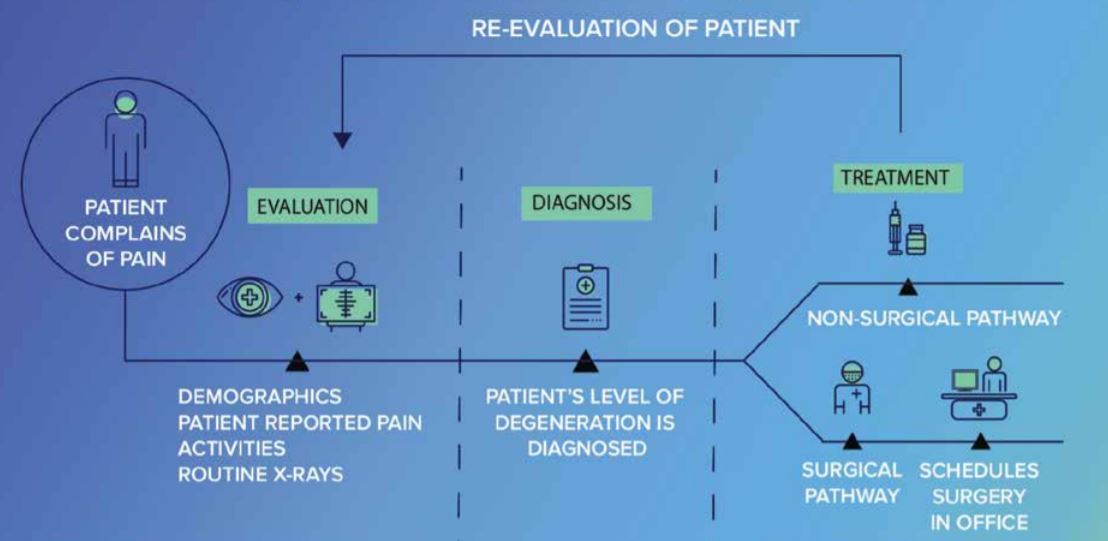 RE-EVALUATION OF PATIENT
PATIENT
COMPLAINS
OF PAIN
EVALUATION
DIAGNOSIS
TREATMENT
DEMOGRAPHICS
PATIENT REPORTED PAIN
ACTIVITIES
ROUTINE X-RAYS
PATIENT'S LEVEL OF
DEGENERATION IS
DIAGNOSED
NON-SURGICAL PATHWAY
SURGICAL
PATHWAY
SCHEDULES
SURGERY
IN OFFICE